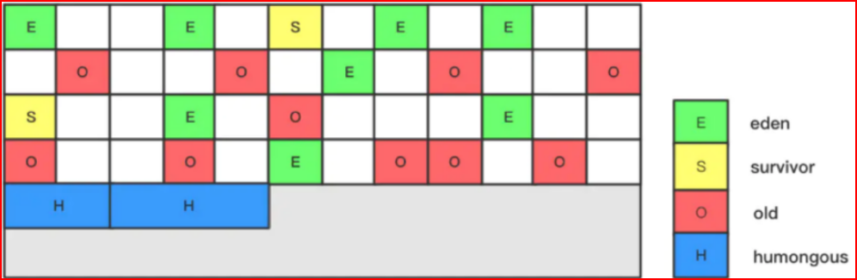 E E S E E
O O E O O
S E O E
O O E O O O
H H
E eden
S survivor
O old
H humongous